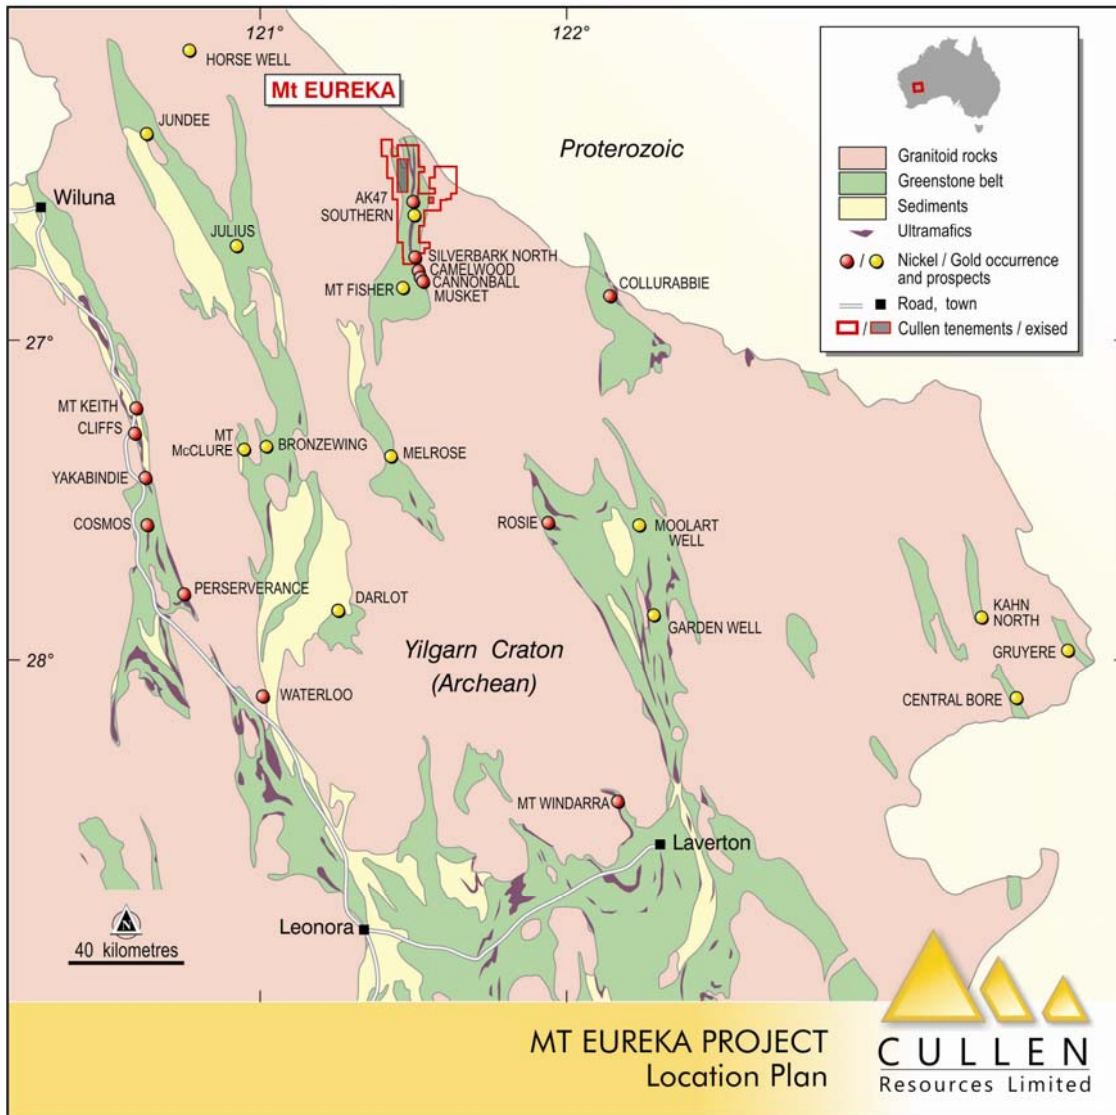 121°
122°
HORSE WELL
Mt EUREKA
JUNDEE
Proterozoic
Granitoid rocks
Greenstone belt
Sediments
Ultramafics
Nickel / Gold occurrence
and prospects
Road, town
Cullen tenements / exised
/
/
Wiluna
AK47
SOUTHERN
JULIUS
SILVERBARK NORTH
CAMELWOOD
CANNONBALL
MUSKET
MT FISHER
COLLURABBIE
27°
MT KEITH
CLIFFS
MT
McCLURE
BRONZEWING
MELROSE
YAKABINDIE
COSMOS
ROSIE
MOOLART
WELL
PERSERVERANCE
DARLOT
GARDEN WELL
KAHN
NORTH
GRUYERE
Yilgarn Craton
(Archean)
28°
WATERLOO
CENTRAL BORE
MT WINDARRA
Laverton
Leonora
N
40 kilometres
MT EUREKA PROJECT
Location Plan
CULLEN
Resources Limited